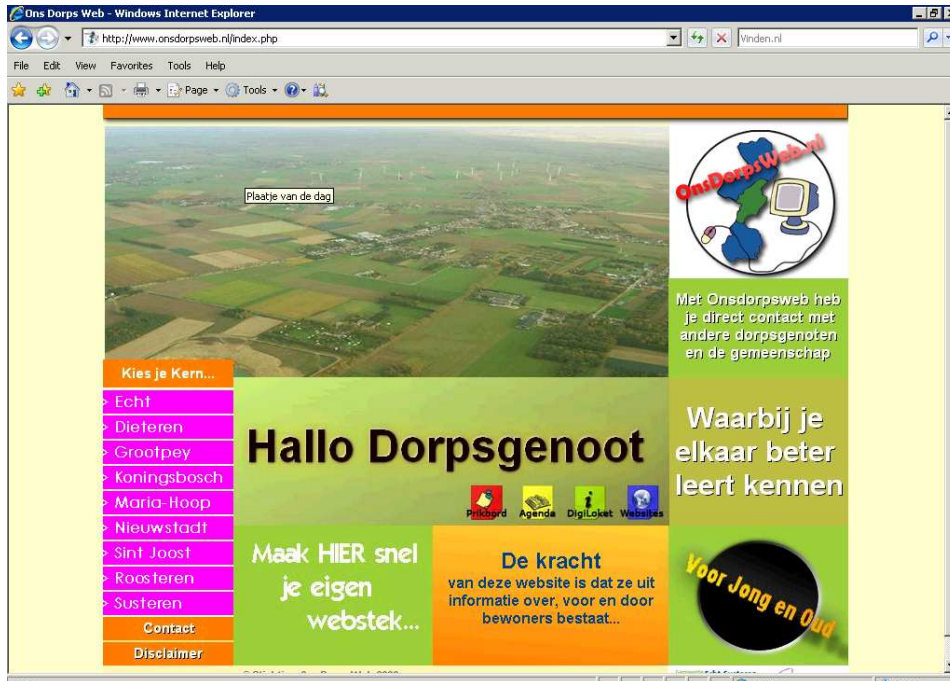 Ons Dorps Web - Windows Internet Explorer
http://www.onsdorpsweb.nl/index.php
Vinden.nl
File Edit View Favorites Tools Help
Page Tools
Plaatje van de dag
OnsDorpsWeb.nl
Met Onsdorpsweb heb
je direct contact met
andere dorpsgenoten
en de gemeenschap
Kies je Kern...
> Echt
> Dieteren
> Grootpey
> Koningsbosch
> Maria-Hoop
> Nieuwstadt
> Sint Joost
> Roosteren
> Susteren
Contact
Disclaimer
Hallo Dorpsgenoot
Prikbord Agenda DigiLoket Websites
Waarbij je
elkaar beter
leert kennen
Maak HIER snel
je eigen
webstek...
De kracht
van deze website is dat ze uit
informatie over, voor en door
bewoners bestaat...
Voor Jong en Oud